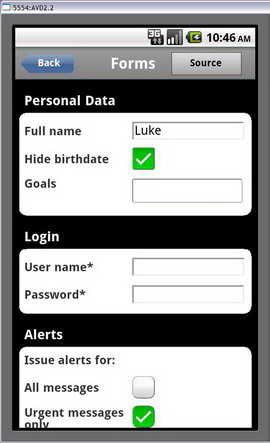 5554:AVD2.2
3G
10:46 AM
Back
Forms
Source
Personal Data
Full name
Luke
Hide birthdate
Goals
Login
User name*
Password*
Alerts
Issue alerts for:
All messages
Urgent messages
only